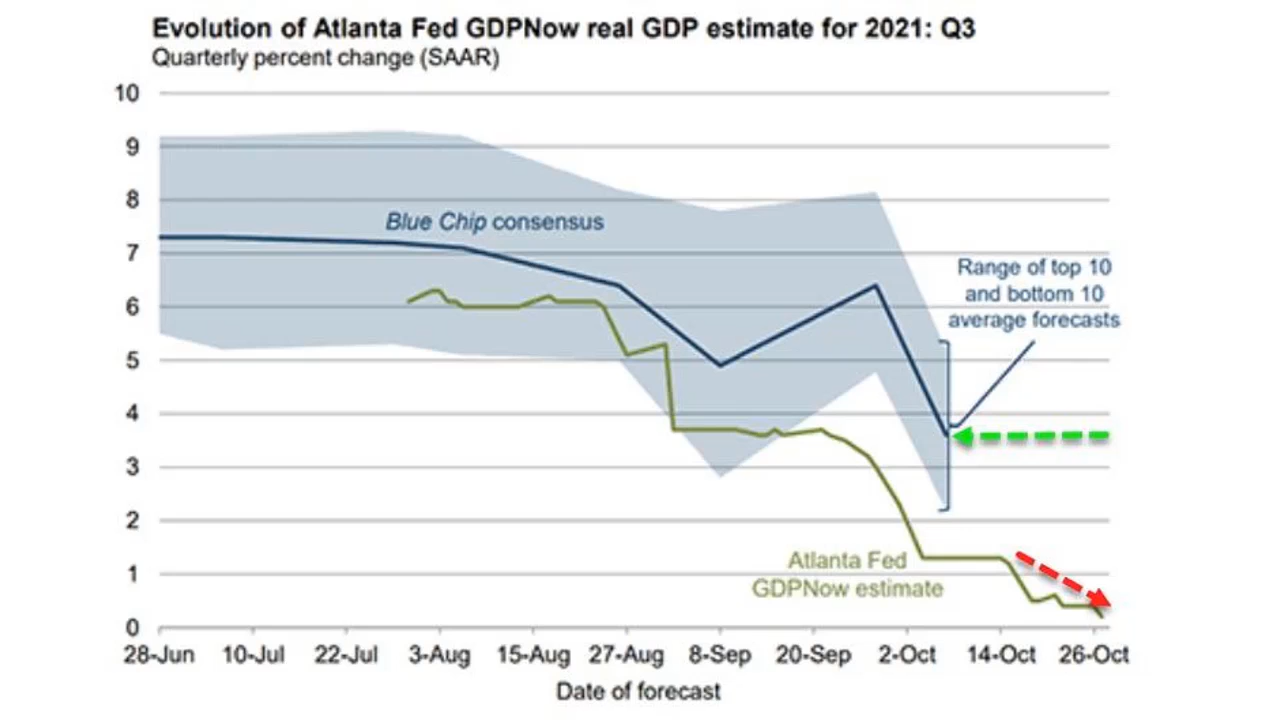 Evolution of Atlanta Fed GDPNow real GDP estimate for 2021: Q3
Quarterly percent change (SAAR)
10
9
8
7
6
5
4
3
2
1
0
Blue Chip consensus
Range of top 10
and bottom 10
average forecasts
Atlanta Fed
GDPNow estimate
28-Jun 10-Jul 22-Jul 3-Aug 15-Aug 27-Aug 8-Sep 20-Sep 2-Oct 14-Oct 26-Oct
Date of forecast